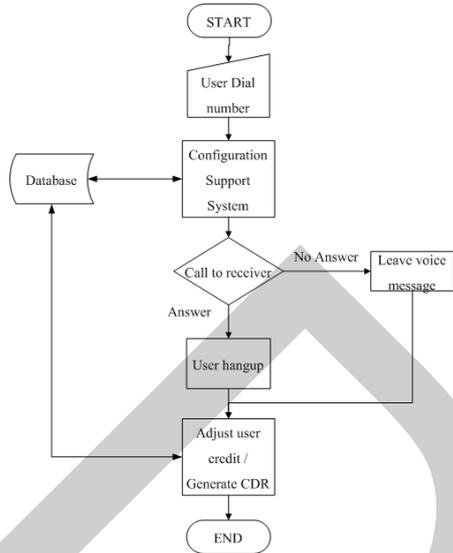 START
User Dial
number
Configuration
Support
System
Database
Call to receiver
No Answer
Leave voice
message
Answer
User hangup
Adjust user
credit /
Generate CDR
END